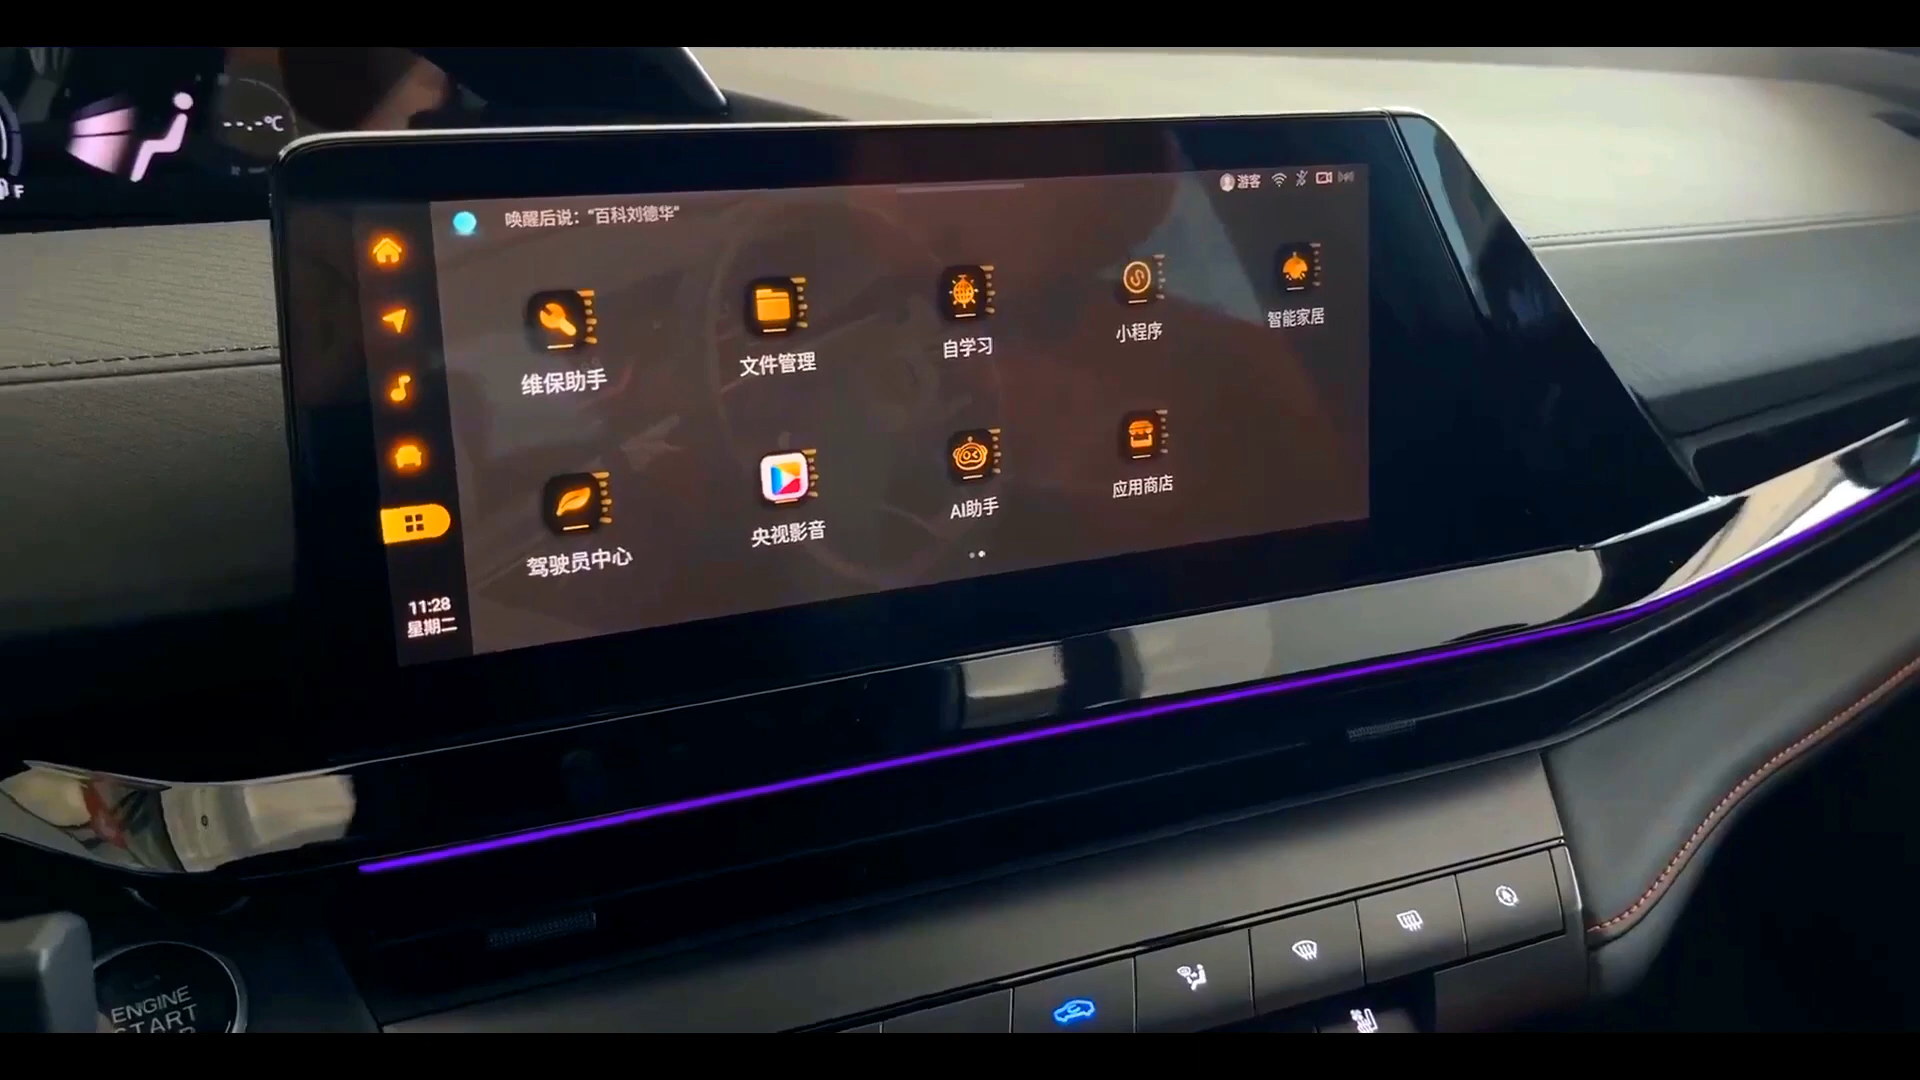 --.-°C
F
唤醒后说：“百科刘德华”
游客
维保助手
文件管理
自学习
小程序
智能家居
驾驶员中心
央视影音
AI助手
应用商店
11:28
星期二
ENGINE
START